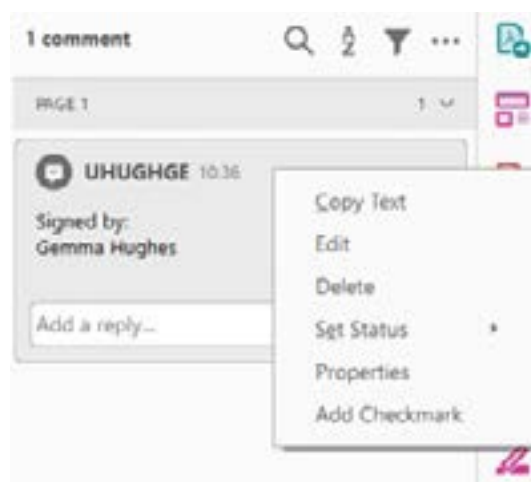 1 comment
PAGE 1 1
UHUGHGE 10:36
Signed by:
Gemma Hughes
Add a reply...
Copy Text
Edit
Delete
Set Status
Properties
Add Checkmark